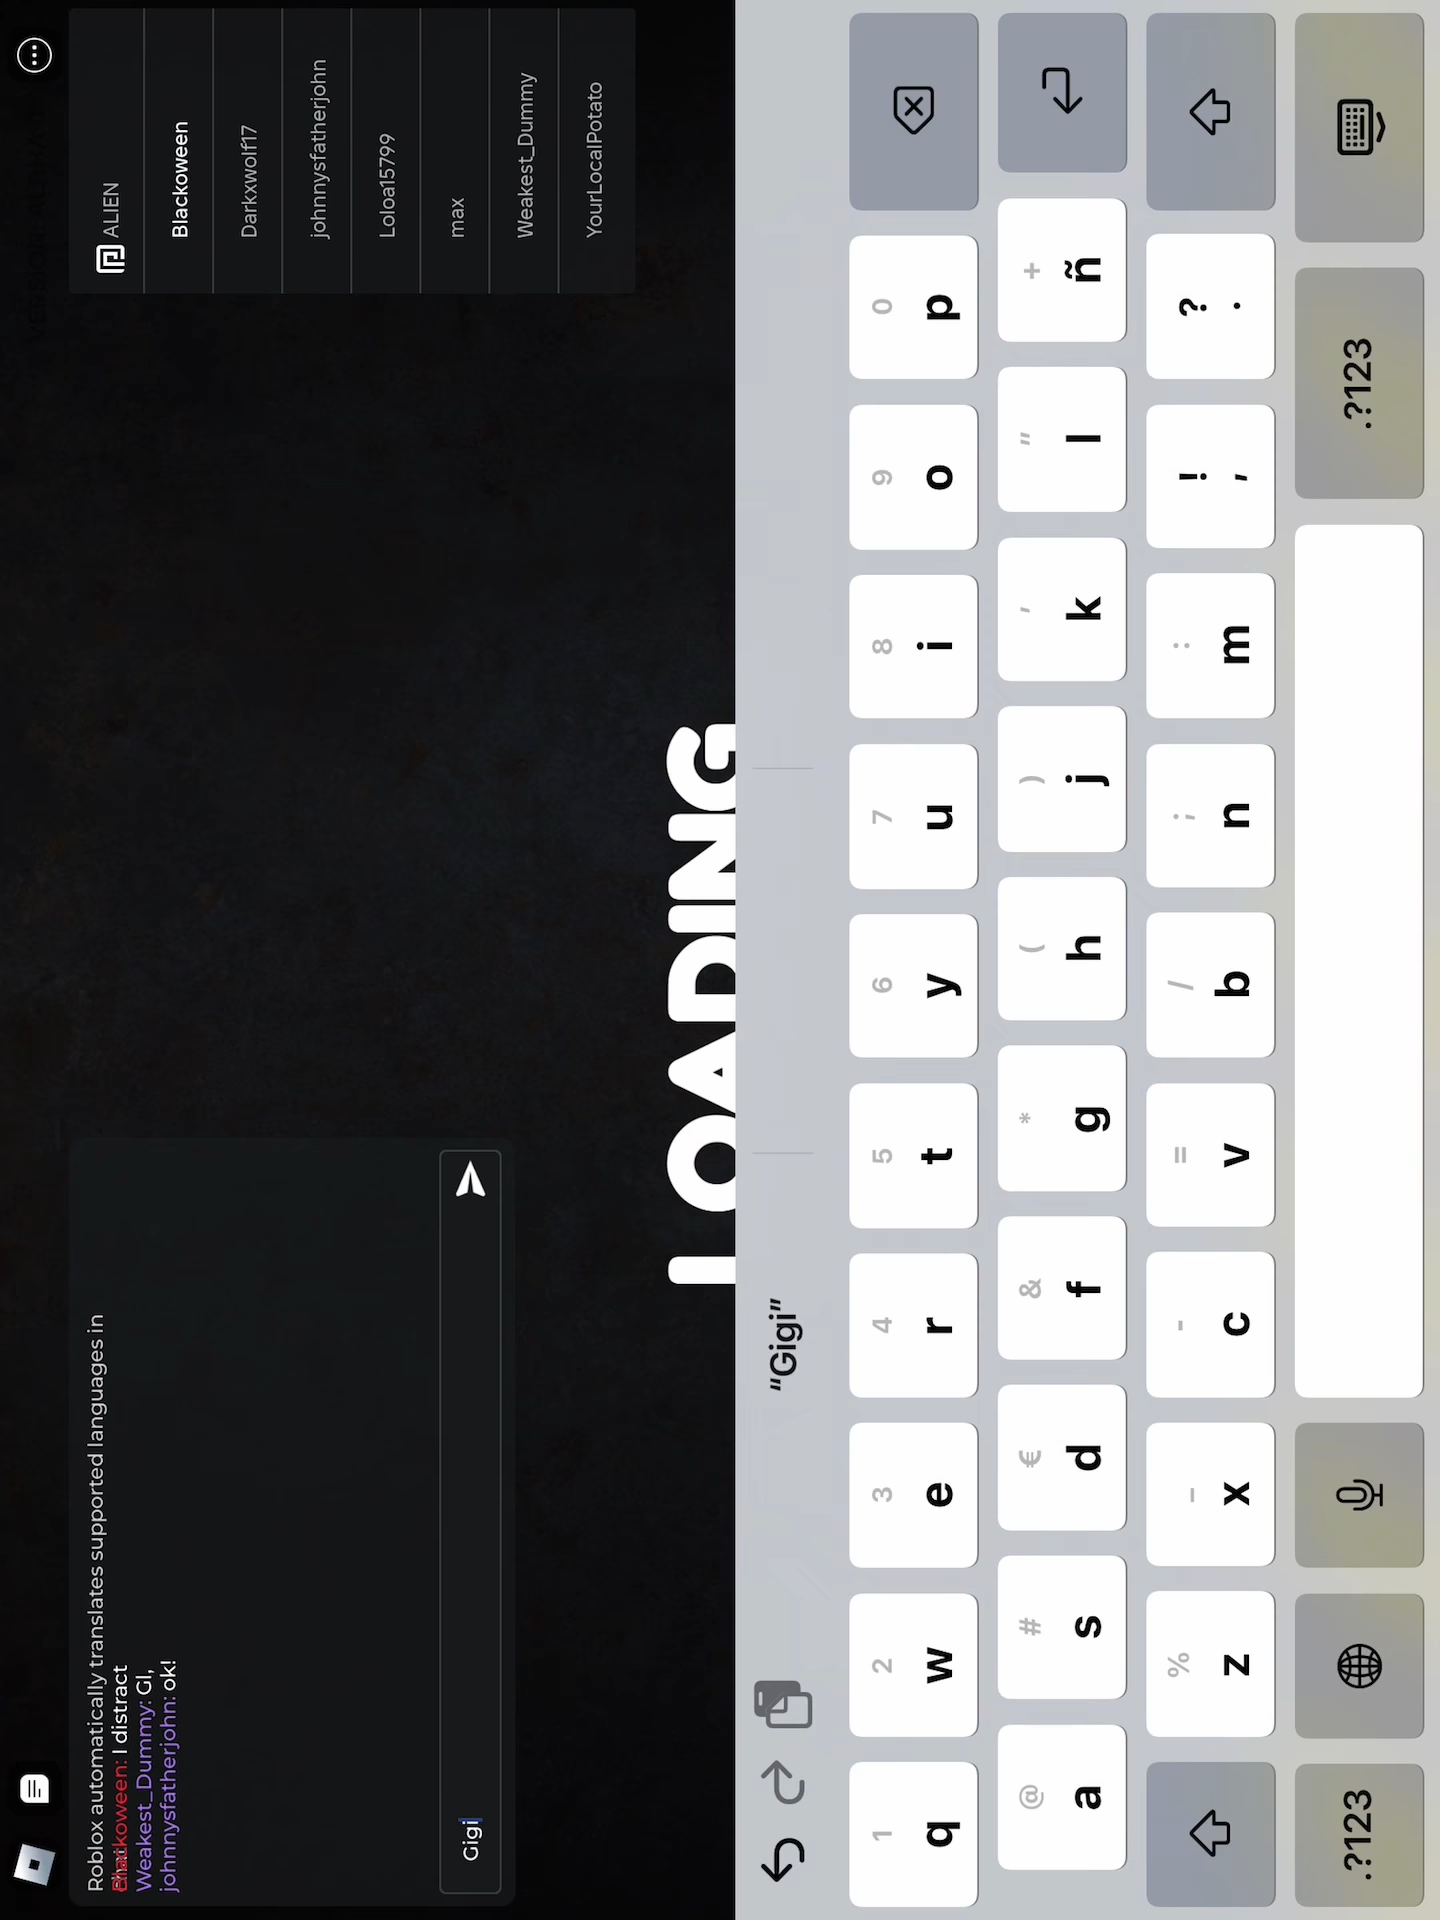 Roblox automatically translates supported languages in
Blackoween: I distract
Weakest_Dummy: Gl,
johnnysfatherjohn: ok!
Gigi
ALIEN
Blackoween
Darkxwolf17
johnnysfatherjohn
Loloa15799
max
Weakest_Dummy
YourLocalPotato
LOADING
"Gigi"
1 2 3 4 5 6 7 8 9 0
q w e r t y u i o p
@ # € & * ( ) ' " +
a s d f g h j k l ñ
% - = / ; : ! ?
z x c v b n m , .
.?123 .?123